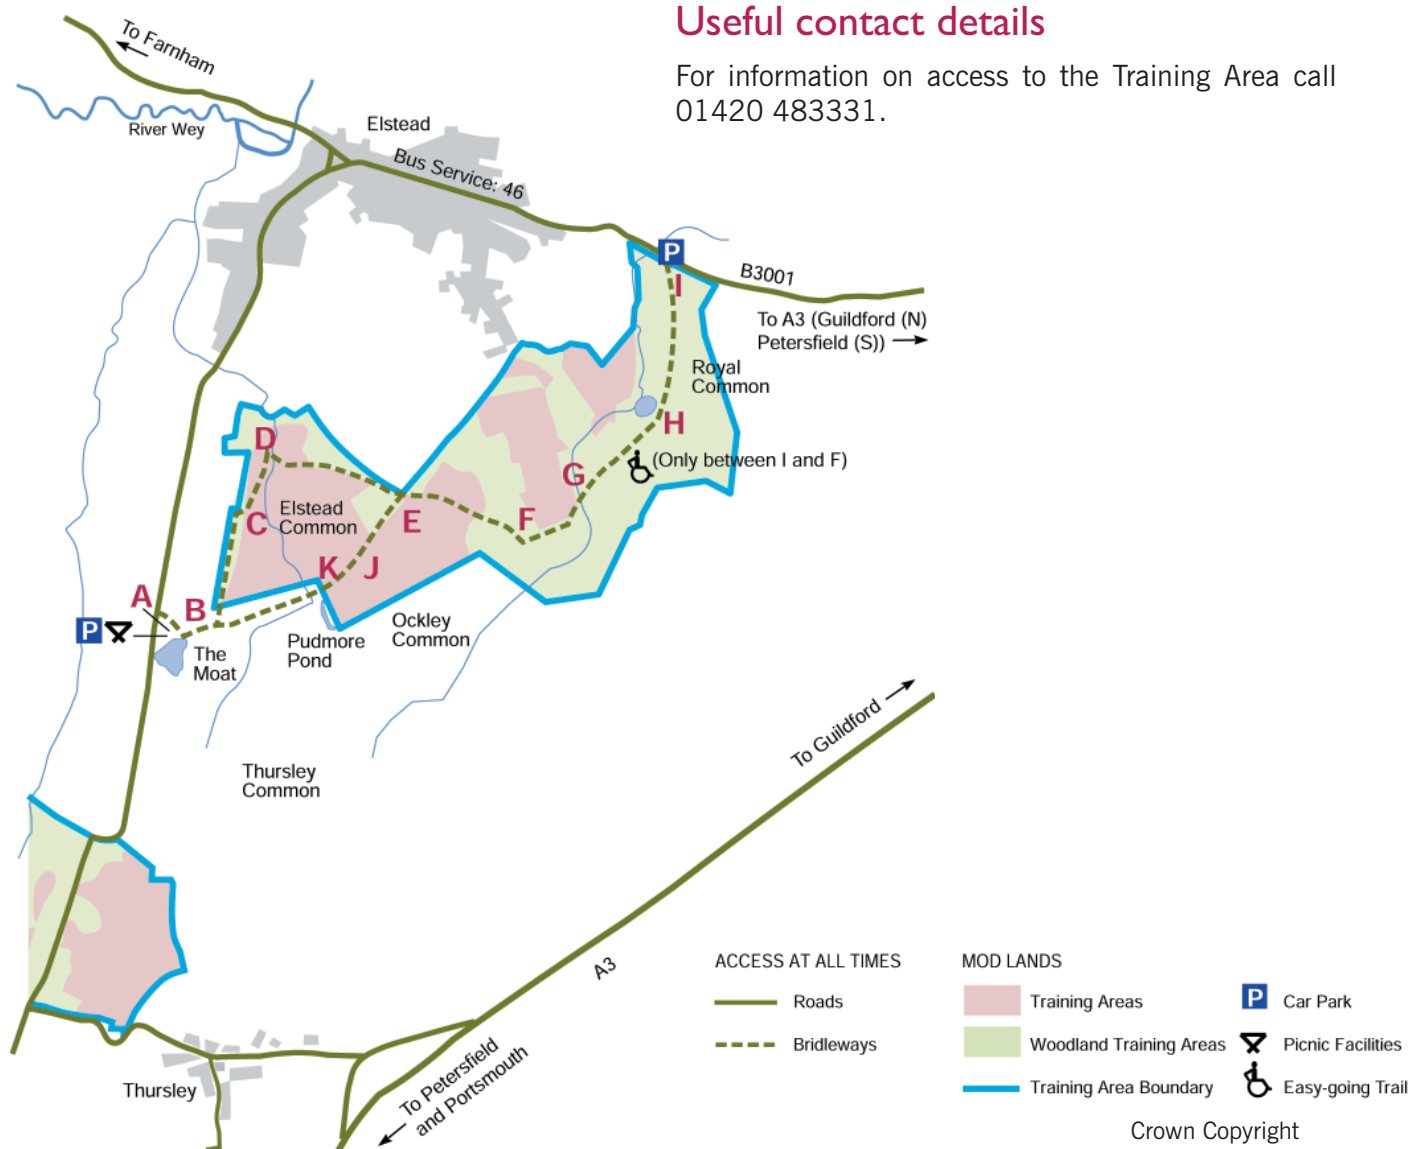 Useful contact details
For information on access to the Training Area call
01420 483331.
To Farnham
River Wey
Elstead
Bus Service: 46
P
I
B3001
To A3 (Guildford (N)
Petersfield (S))
Royal
Common
H
(Only between I and F)
G
D
C
Elstead
Common
E
F
K
J
A
B
P
The
Moat
Pudmore
Pond
Ockley
Common
Thursley
Common
To Guildford
A3
To Petersfield
and Portsmouth
Thursley
ACCESS AT ALL TIMES
Roads
Bridleways
MOD LANDS
Training Areas
Woodland Training Areas
Training Area Boundary
P Car Park
Picnic Facilities
Easy-going Trail
Crown Copyright